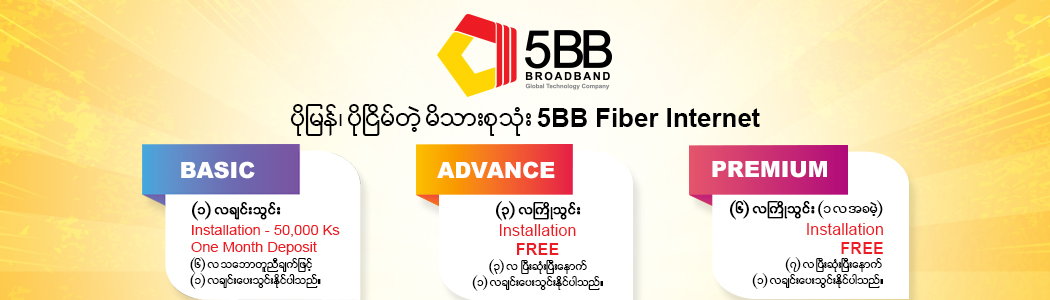 5BB
BROADBAND
Global Technology Company
ပိုမြန်၊ ပိုငြိမ်တဲ့ မိသားစုသုံး 5BB Fiber Internet
BASIC
(၁) လချင်းသွင်း
Installation - 50,000 Ks
One Month Deposit
(၆) လ သဘောတူညီချက်ဖြင့်
(၁) လချင်းပေးသွင်းနိုင်ပါသည်။
ADVANCE
(၃) လကြိုသွင်း
Installation
FREE
(၃) လ ပြီးဆုံးပြီးနောက်
(၁) လချင်းပေးသွင်းနိုင်ပါသည်။
PREMIUM
(၆) လကြိုသွင်း (၁ လ အခမဲ့)
Installation
FREE
(၇) လ ပြီးဆုံးပြီးနောက်
(၁) လချင်းပေးသွင်းနိုင်ပါသည်။